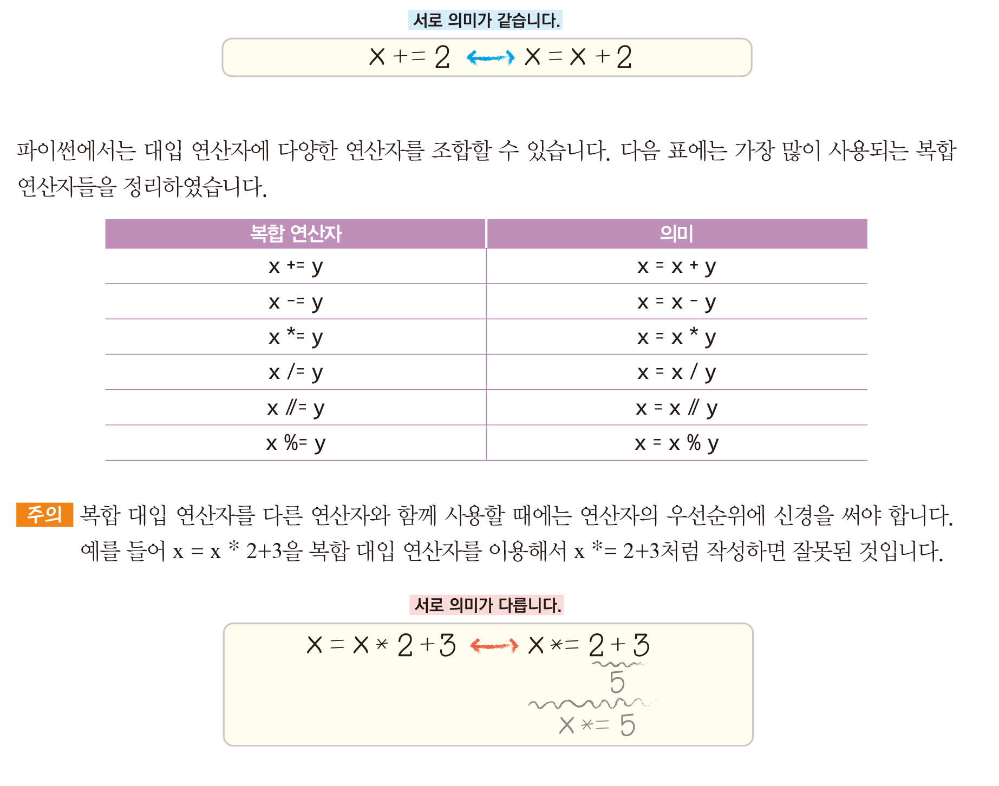 서로 의미가 같습니다.
x += 2 ↔ x = x + 2
파이썬에서는 대입 연산자에 다양한 연산자를 조합할 수 있습니다. 다음 표에는 가장 많이 사용되는 복합
연산자들을 정리하였습니다.
복합 연산자 의미
x += y x = x + y
x -= y x = x - y
x *= y x = x * y
x /= y x = x / y
x //= y x = x // y
x %= y x = x % y
주의 복합 대입 연산자를 다른 연산자와 함께 사용할 때에는 연산자의 우선순위에 신경을 써야 합니다.
예를 들어 x = x * 2+3을 복합 대입 연산자를 이용해서 x *= 2+3처럼 작성하면 잘못된 것입니다.
서로 의미가 다릅니다.
x = x * 2 + 3 ↔ x *= 2 + 3
5
x *= 5